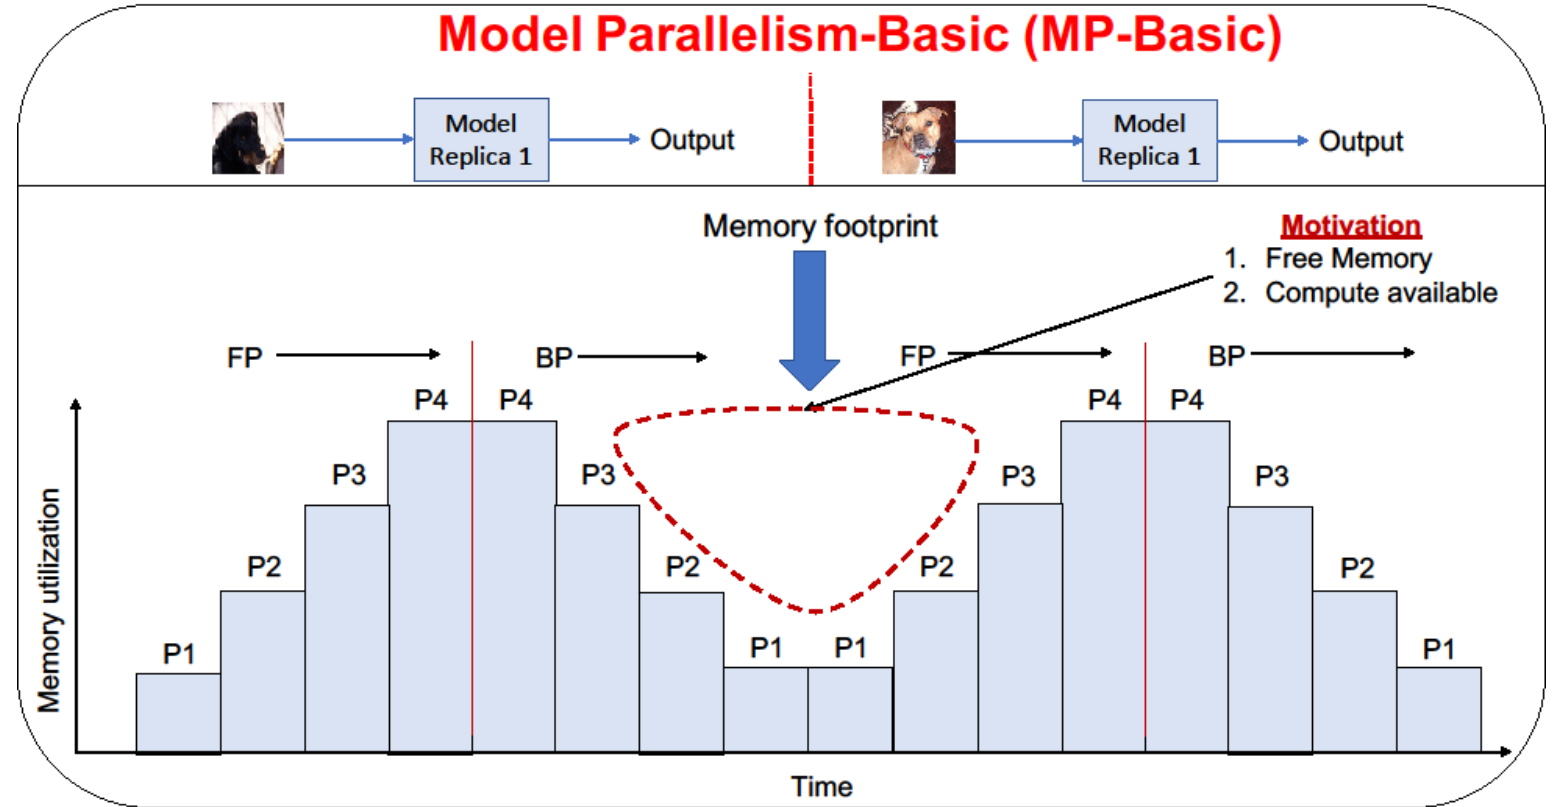 Model Parallelism-Basic (MP-Basic)
Model
Replica 1
Output
Model
Replica 1
Output
Memory footprint
Motivation
1. Free Memory
2. Compute available
FP
BP
FP
BP
P4
P4
P4
P4
P3
P3
P3
P3
P2
P2
P2
P2
P1
P1
P1
P1
Memory utilization
Time